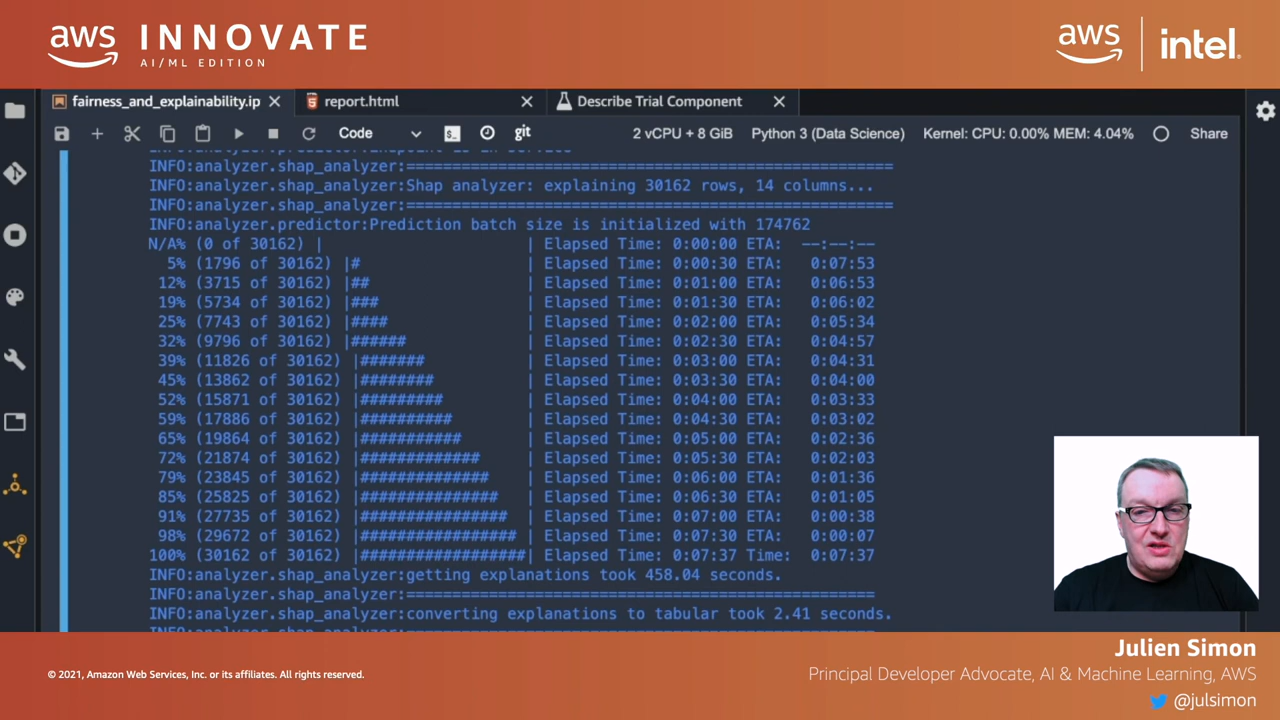 aws INNOVATE
AI/ML EDITION
aws intel.
fairness_and_explainability.ip
report.html
Describe Trial Component
Code
git
2 vCPU + 8 GiB
Python 3 (Data Science)
Kernel: CPU: 0.00% MEM: 4.04%
Share
INFO:analyzer.shap_analyzer:=====================================================
INFO:analyzer.shap_analyzer:Shap analyzer: explaining 30162 rows, 14 columns...
INFO:analyzer.shap_analyzer:=====================================================
INFO:analyzer.predictor:Prediction batch size is initialized with 174762
N/A% (0 of 30162) | | Elapsed Time: 0:00:00 ETA: --:--:--
5% (1796 of 30162) |# | Elapsed Time: 0:00:30 ETA: 0:07:53
12% (3715 of 30162) |## | Elapsed Time: 0:01:00 ETA: 0:06:53
19% (5734 of 30162) |### | Elapsed Time: 0:01:30 ETA: 0:06:02
25% (7743 of 30162) |#### | Elapsed Time: 0:02:00 ETA: 0:05:34
32% (9796 of 30162) |###### | Elapsed Time: 0:02:30 ETA: 0:04:57
39% (11826 of 30162) |####### | Elapsed Time: 0:03:00 ETA: 0:04:31
45% (13862 of 30162) |######## | Elapsed Time: 0:03:30 ETA: 0:04:00
52% (15871 of 30162) |######### | Elapsed Time: 0:04:00 ETA: 0:03:33
59% (17886 of 30162) |########## | Elapsed Time: 0:04:30 ETA: 0:03:02
65% (19864 of 30162) |########### | Elapsed Time: 0:05:00 ETA: 0:02:36
72% (21874 of 30162) |############# | Elapsed Time: 0:05:30 ETA: 0:02:03
79% (23845 of 30162) |############## | Elapsed Time: 0:06:00 ETA: 0:01:36
85% (25825 of 30162) |############### | Elapsed Time: 0:06:30 ETA: 0:01:05
91% (27735 of 30162) |################ | Elapsed Time: 0:07:00 ETA: 0:00:38
98% (29672 of 30162) |################# | Elapsed Time: 0:07:30 ETA: 0:00:07
100% (30162 of 30162) |##################| Elapsed Time: 0:07:37 Time: 0:07:37
INFO:analyzer.shap_analyzer:getting explanations took 458.04 seconds.
INFO:analyzer.shap_analyzer:===================================================
INFO:analyzer.shap_analyzer:converting explanations to tabular took 2.41 seconds.
Julien Simon
© 2021, Amazon Web Services, Inc. or its affiliates. All rights reserved.
Principal Developer Advocate, AI & Machine Learning, AWS
@julsimon